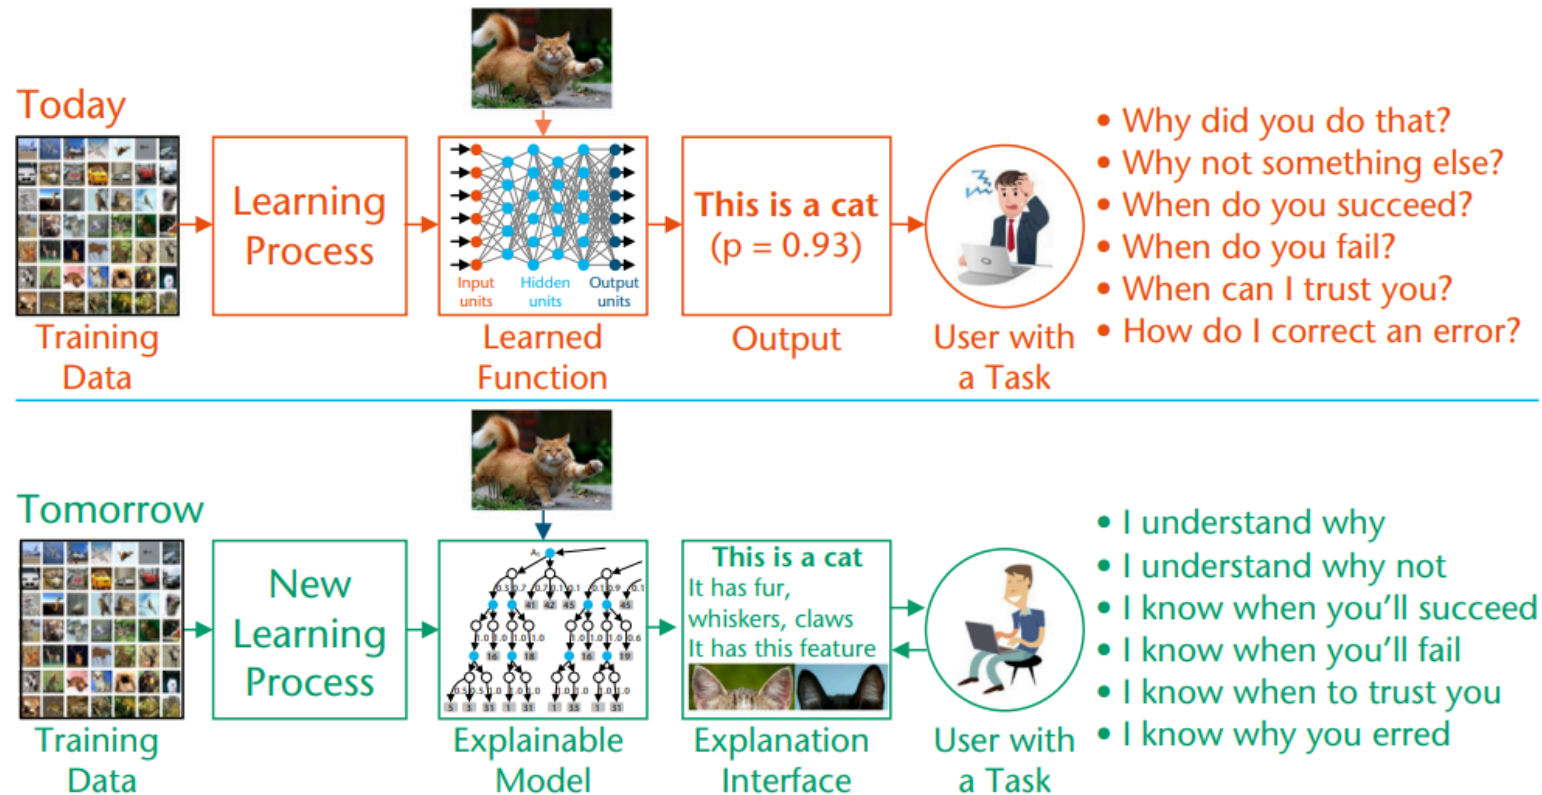 Today
Learning
Process
Input
units
Hidden
units
Output
units
This is a cat
(p = 0.93)
Training
Data
Learned
Function
Output
User with
a Task
• Why did you do that?
• Why not something else?
• When do you succeed?
• When do you fail?
• When can I trust you?
• How do I correct an error?
Tomorrow
New
Learning
Process
This is a cat
It has fur,
whiskers, claws
It has this feature
Training
Data
Explainable
Model
Explanation
Interface
User with
a Task
• I understand why
• I understand why not
• I know when you’ll succeed
• I know when you’ll fail
• I know when to trust you
• I know why you erred